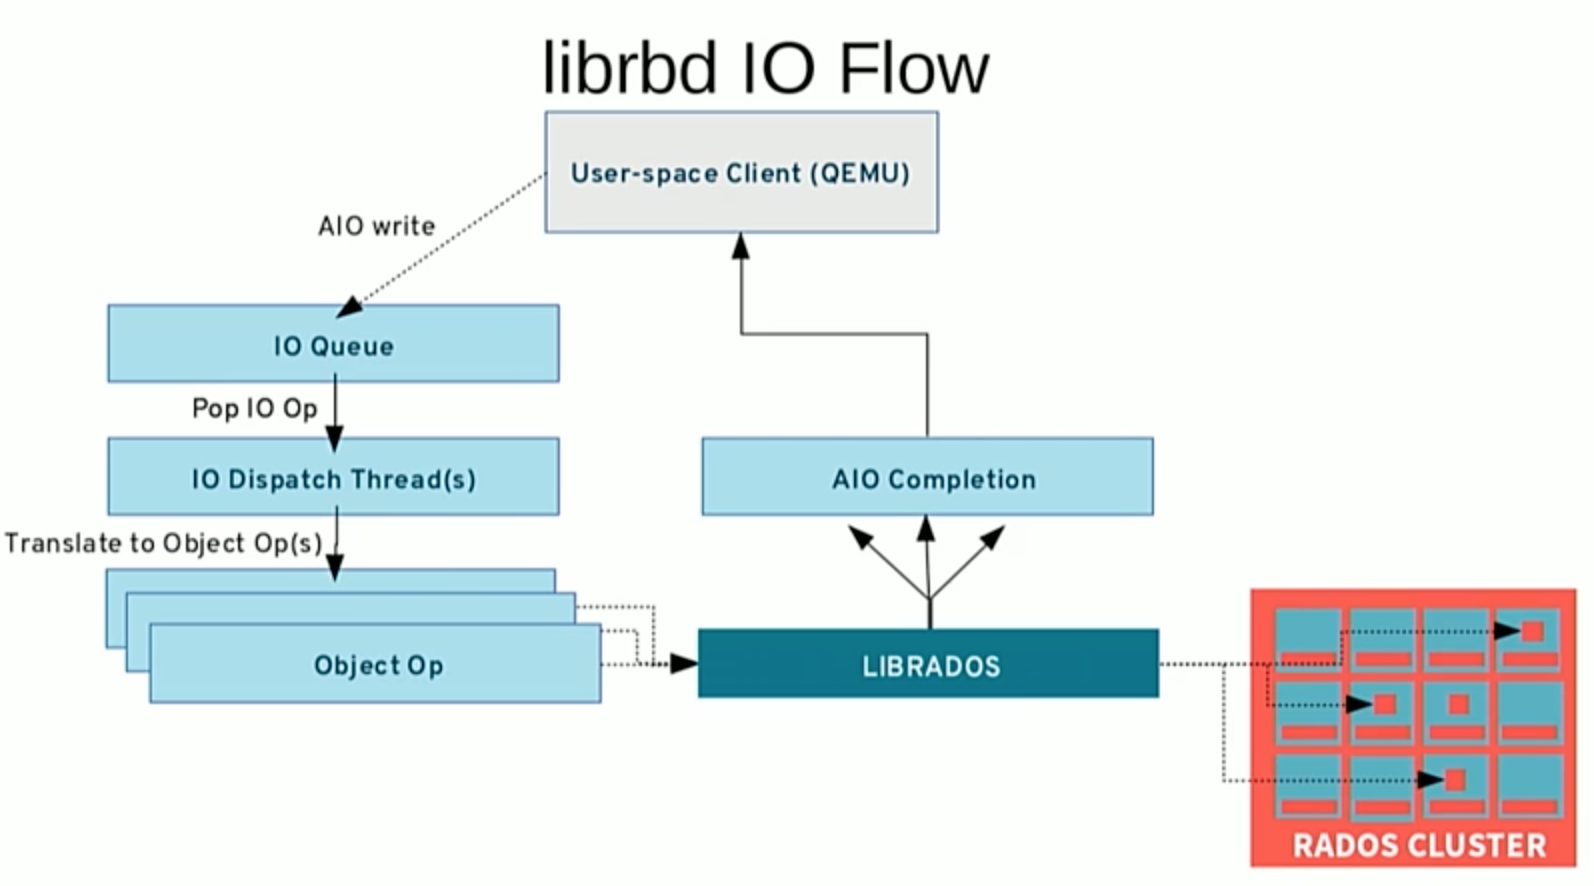 librbd IO Flow
User-space Client (QEMU)
AIO write
IO Queue
Pop IO Op
IO Dispatch Thread(s)
AIO Completion
Translate to Object Op(s)
Object Op
LIBRADOS
RADOS CLUSTER